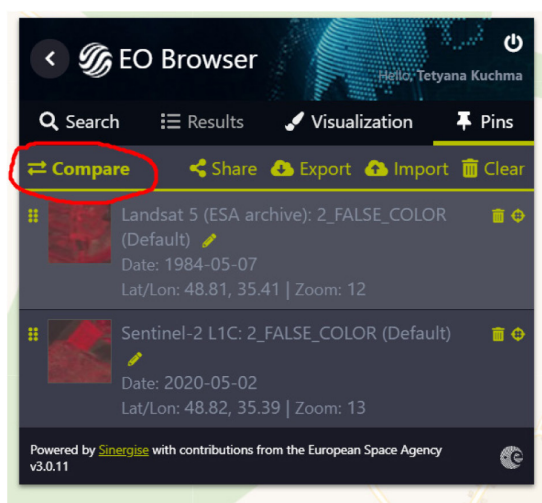 EO Browser
Hello, Tetyana Kuchma
Search Results Visualization Pins
Compare Share Export Import Clear
Landsat 5 (ESA archive): 2_FALSE_COLOR
(Default)
Date: 1984-05-07
Lat/Lon: 48.81, 35.41 | Zoom: 12
Sentinel-2 L1C: 2_FALSE_COLOR (Default)
Date: 2020-05-02
Lat/Lon: 48.82, 35.39 | Zoom: 13
Powered by Sinergise with contributions from the European Space Agency
v3.0.11